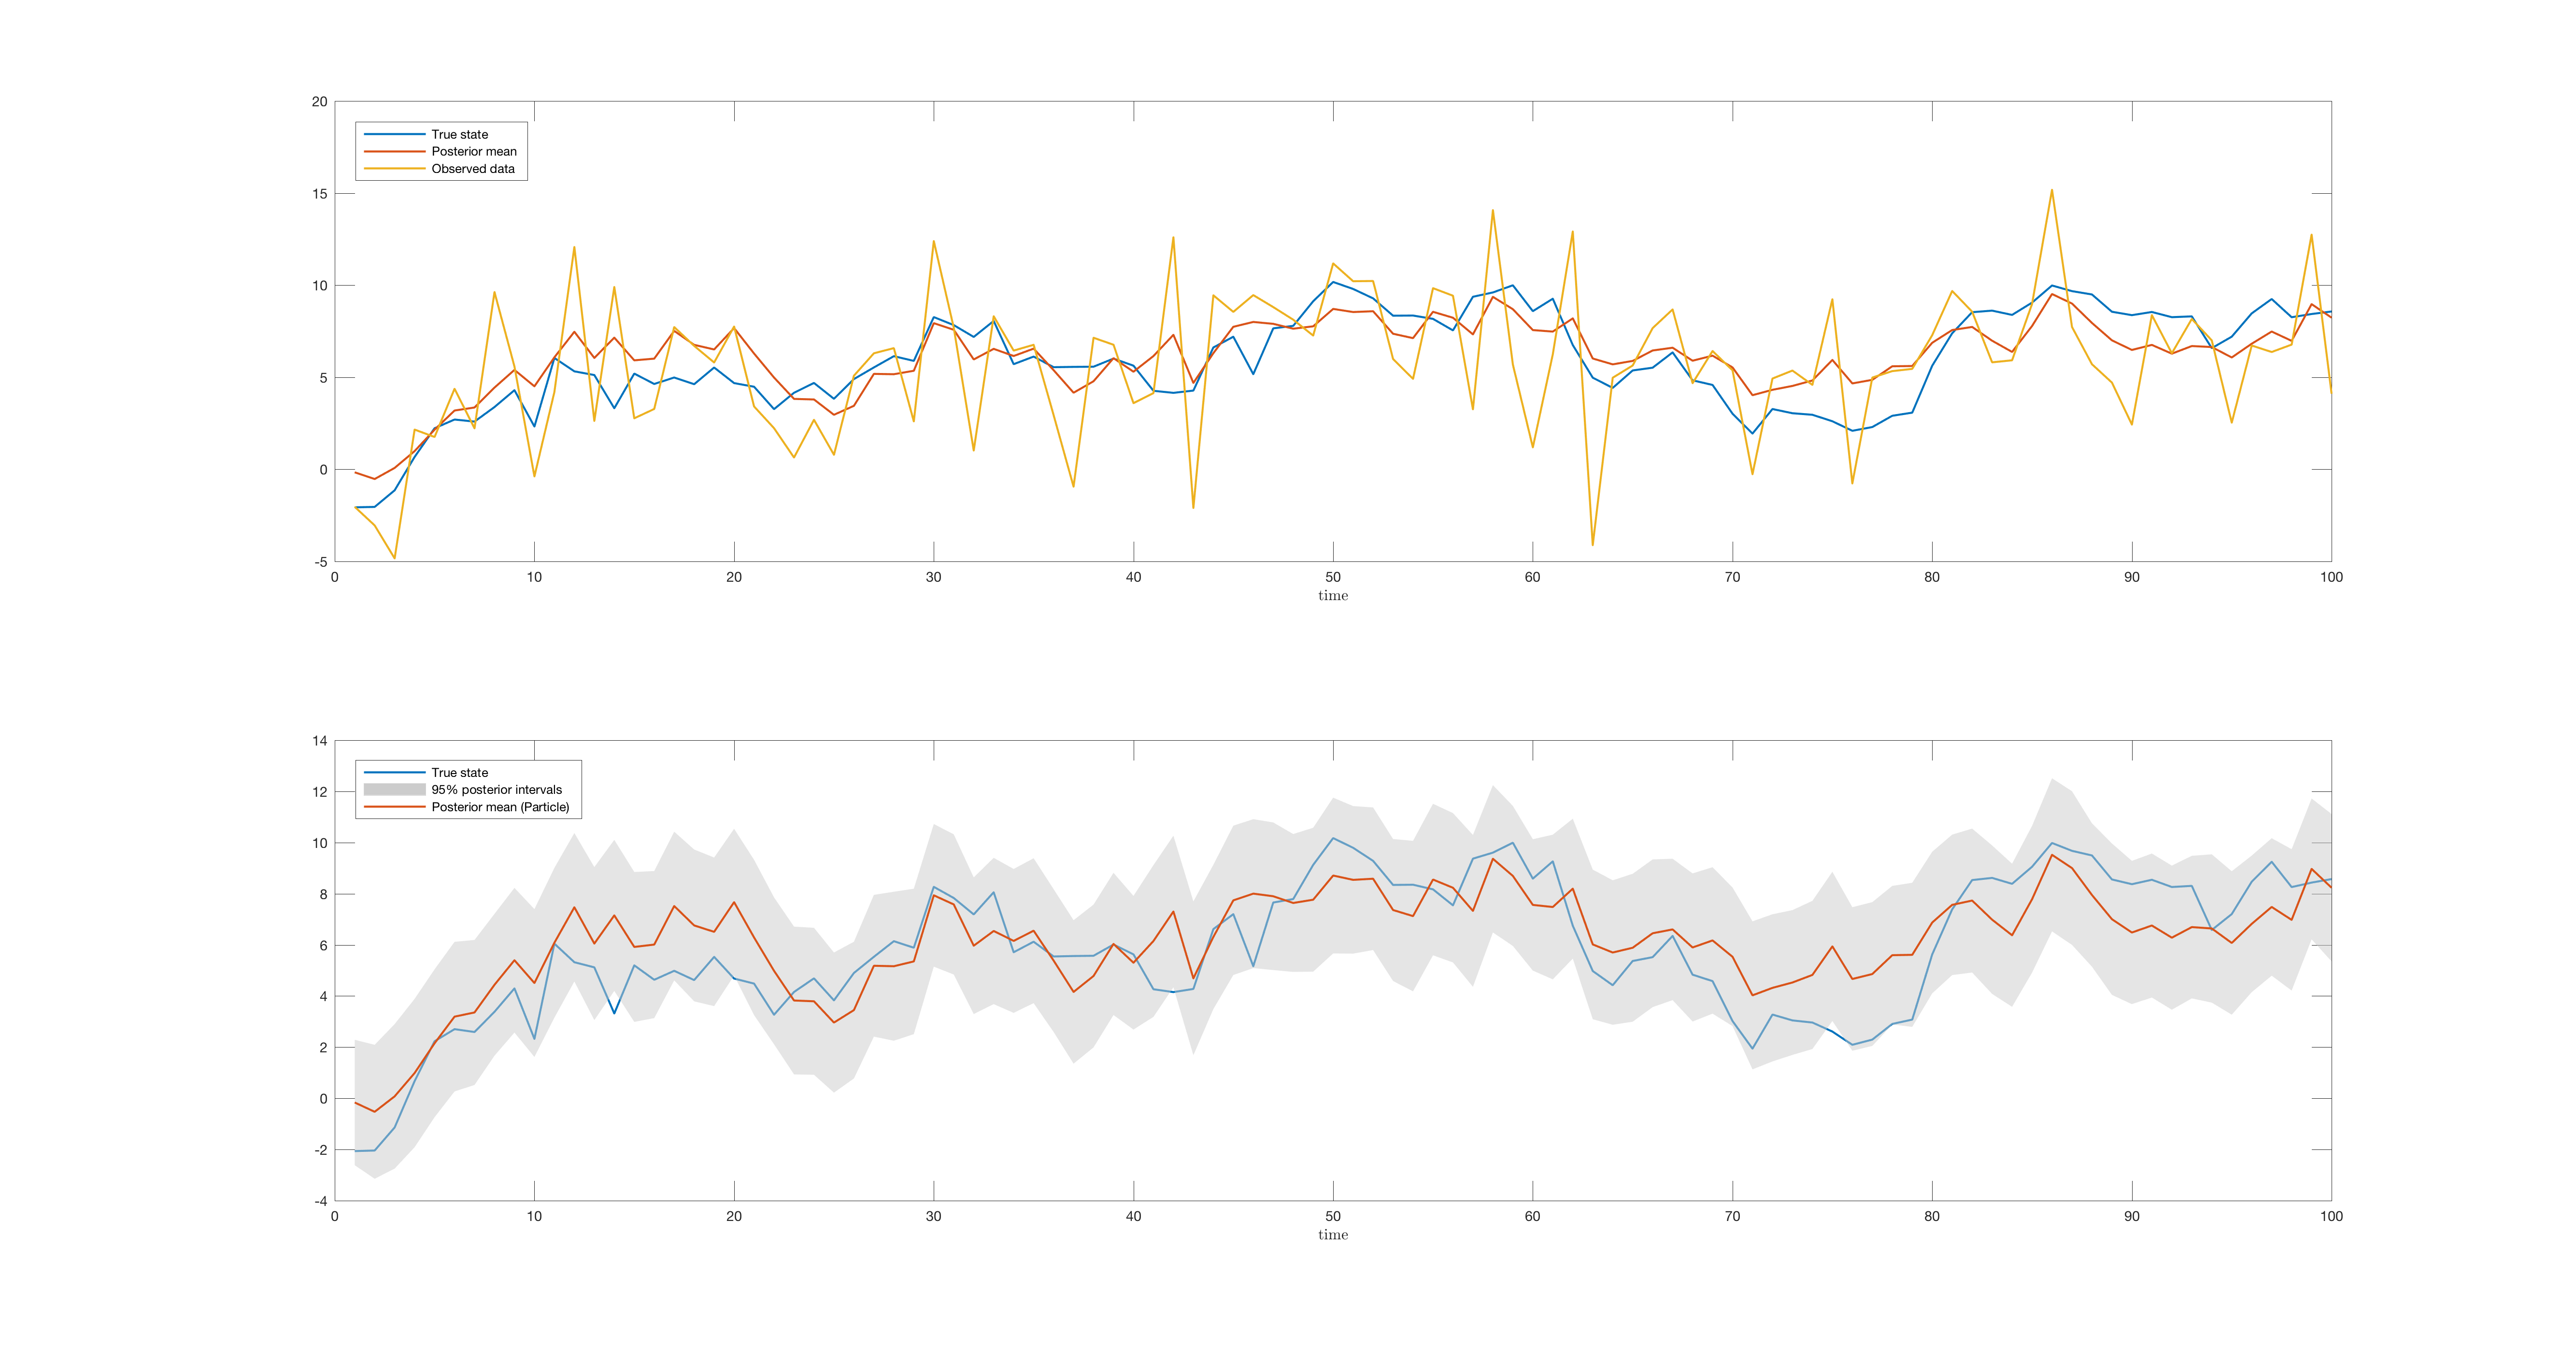 20
True state
Posterior mean
Observed data
15
10
5
0
-5
0 10 20 30 40 50 60 70 80 90 100
time
14
True state
95% posterior intervals
Posterior mean (Particle)
12
10
8
6
4
2
0
-2
-4
0 10 20 30 40 50 60 70 80 90 100
time